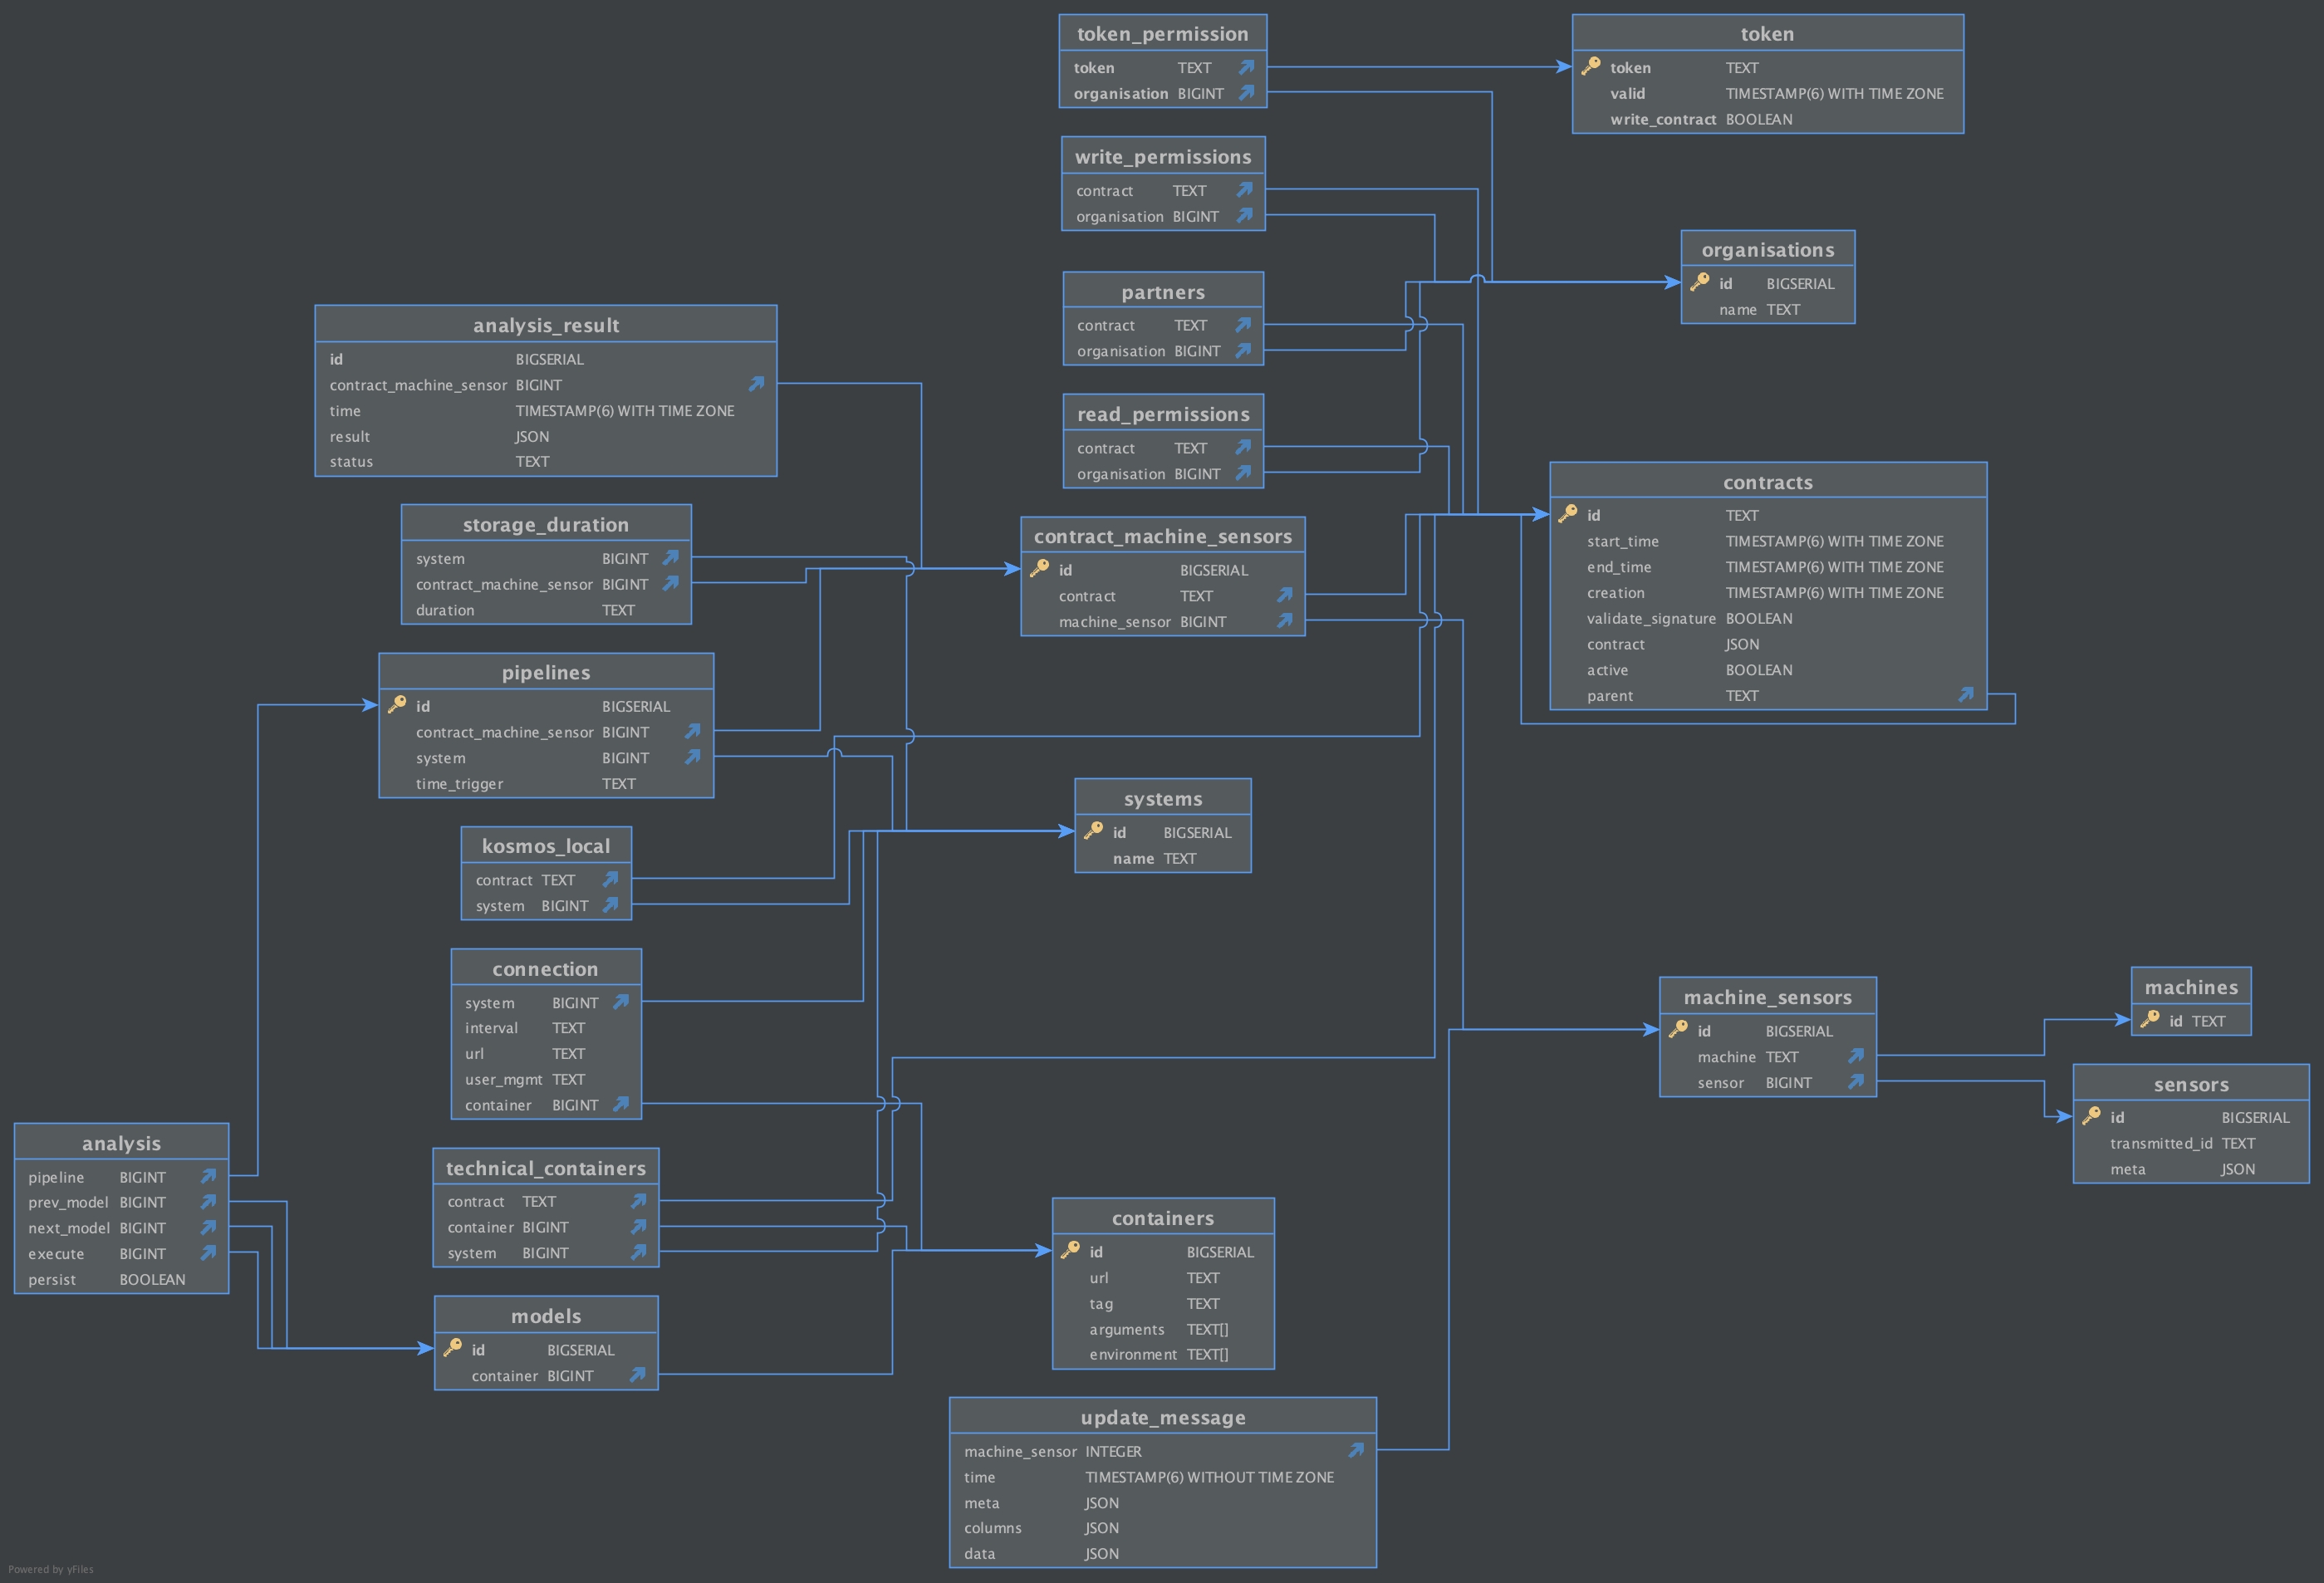 token_permission
token TEXT
organisation BIGINT
token
token TEXT
valid TIMESTAMP(6) WITH TIME ZONE
write_contract BOOLEAN
write_permissions
contract TEXT
organisation BIGINT
organisations
id BIGSERIAL
name TEXT
partners
contract TEXT
organisation BIGINT
analysis_result
id BIGSERIAL
contract_machine_sensor BIGINT
time TIMESTAMP(6) WITH TIME ZONE
result JSON
status TEXT
read_permissions
contract TEXT
organisation BIGINT
contracts
id TEXT
start_time TIMESTAMP(6) WITH TIME ZONE
end_time TIMESTAMP(6) WITH TIME ZONE
creation TIMESTAMP(6) WITH TIME ZONE
validate_signature BOOLEAN
contract JSON
active BOOLEAN
parent TEXT
storage_duration
system BIGINT
contract_machine_sensor BIGINT
duration TEXT
contract_machine_sensors
id BIGSERIAL
contract TEXT
machine_sensor BIGINT
pipelines
id BIGSERIAL
contract_machine_sensor BIGINT
system BIGINT
time_trigger TEXT
systems
id BIGSERIAL
name TEXT
kosmos_local
contract TEXT
system BIGINT
connection
system BIGINT
interval TEXT
url TEXT
user_mgmt TEXT
container BIGINT
machine_sensors
id BIGSERIAL
machine TEXT
sensor BIGINT
machines
id TEXT
sensors
id BIGSERIAL
transmitted_id TEXT
meta JSON
analysis
pipeline BIGINT
prev_model BIGINT
next_model BIGINT
execute BIGINT
persist BOOLEAN
technical_containers
contract TEXT
container BIGINT
system BIGINT
containers
id BIGSERIAL
url TEXT
tag TEXT
arguments TEXT[]
environment TEXT[]
models
id BIGSERIAL
container BIGINT
update_message
machine_sensor INTEGER
time TIMESTAMP(6) WITHOUT TIME ZONE
meta JSON
columns JSON
data JSON
Powered by yFiles